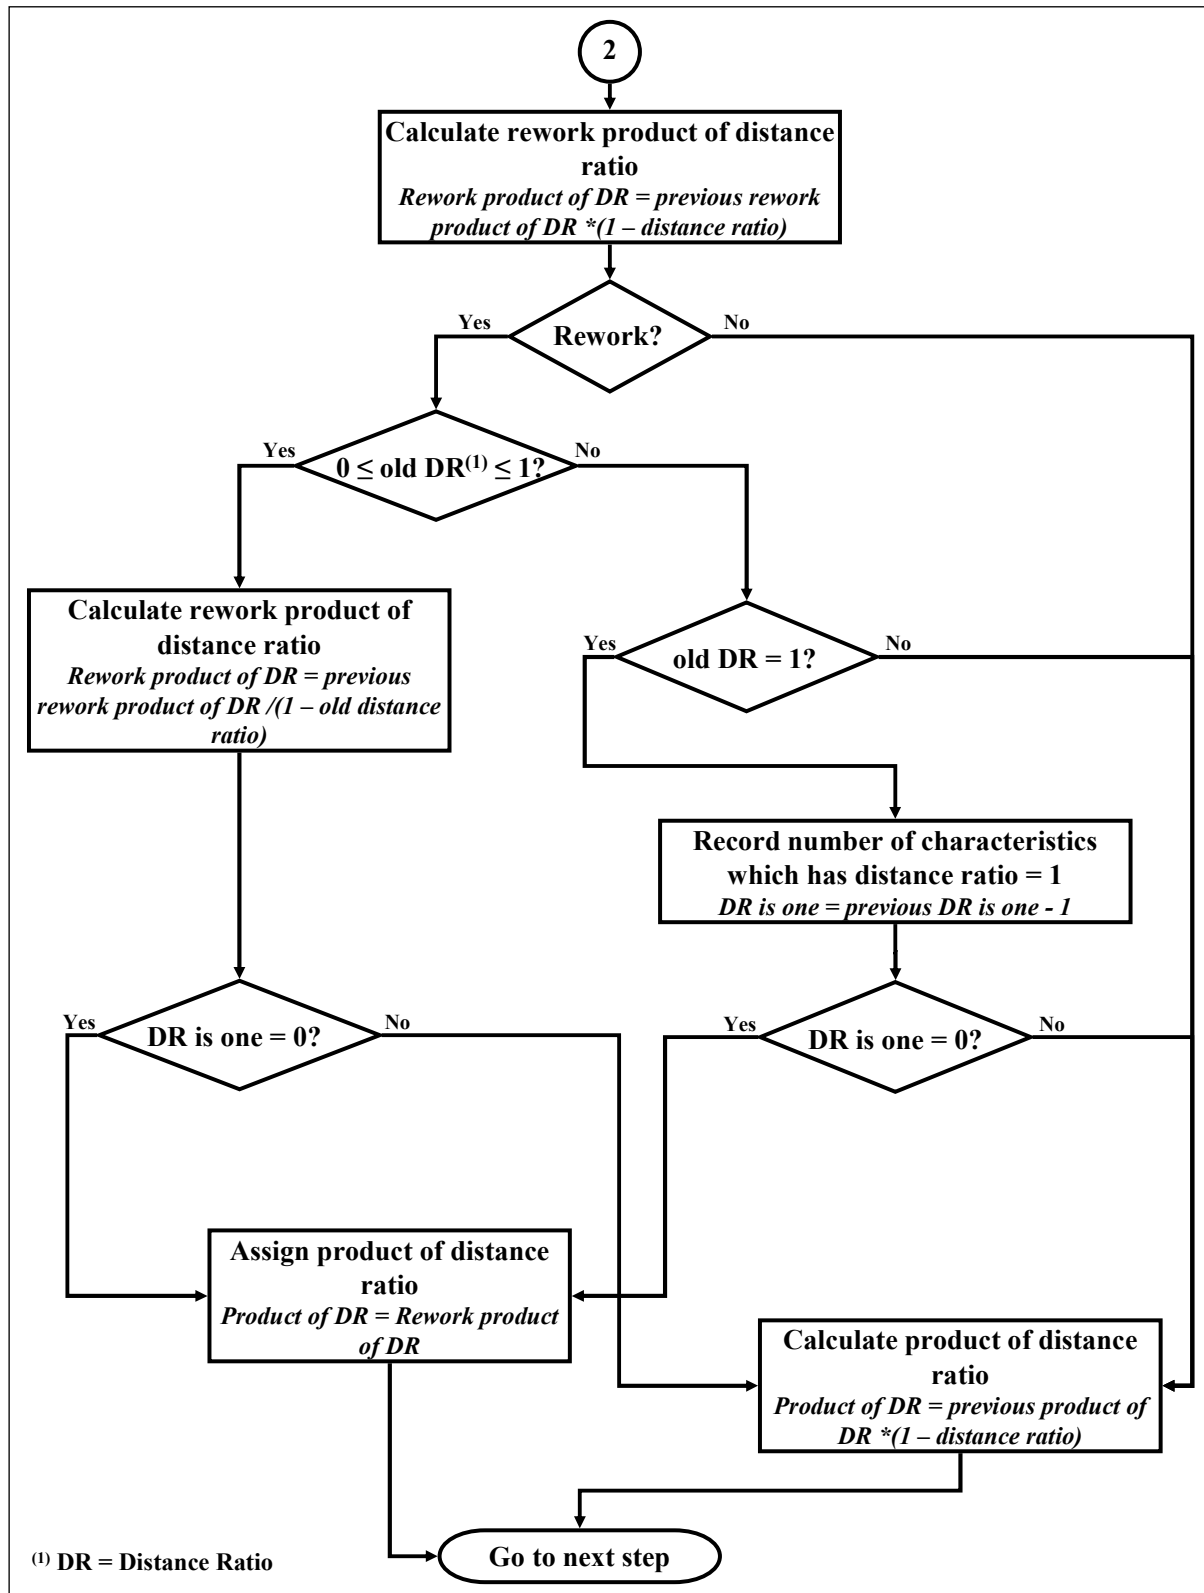 2
Calculate rework product of distance
ratio
Rework product of DR = previous rework
product of DR *(1 – distance ratio)
Rework?
Yes
No
0 ≤ old DR⁽¹⁾ ≤ 1?
Yes
No
Calculate rework product of
distance ratio
Rework product of DR = previous
rework product of DR /(1 – old distance
ratio)
old DR = 1?
Yes
No
Record number of characteristics
which has distance ratio = 1
DR is one = previous DR is one - 1
Yes
DR is one = 0?
No
Yes
DR is one = 0?
No
Assign product of distance
ratio
Product of DR = Rework product
of DR
Calculate product of distance
ratio
Product of DR = previous product of
DR *(1 – distance ratio)
Go to next step
⁽¹⁾ DR = Distance Ratio